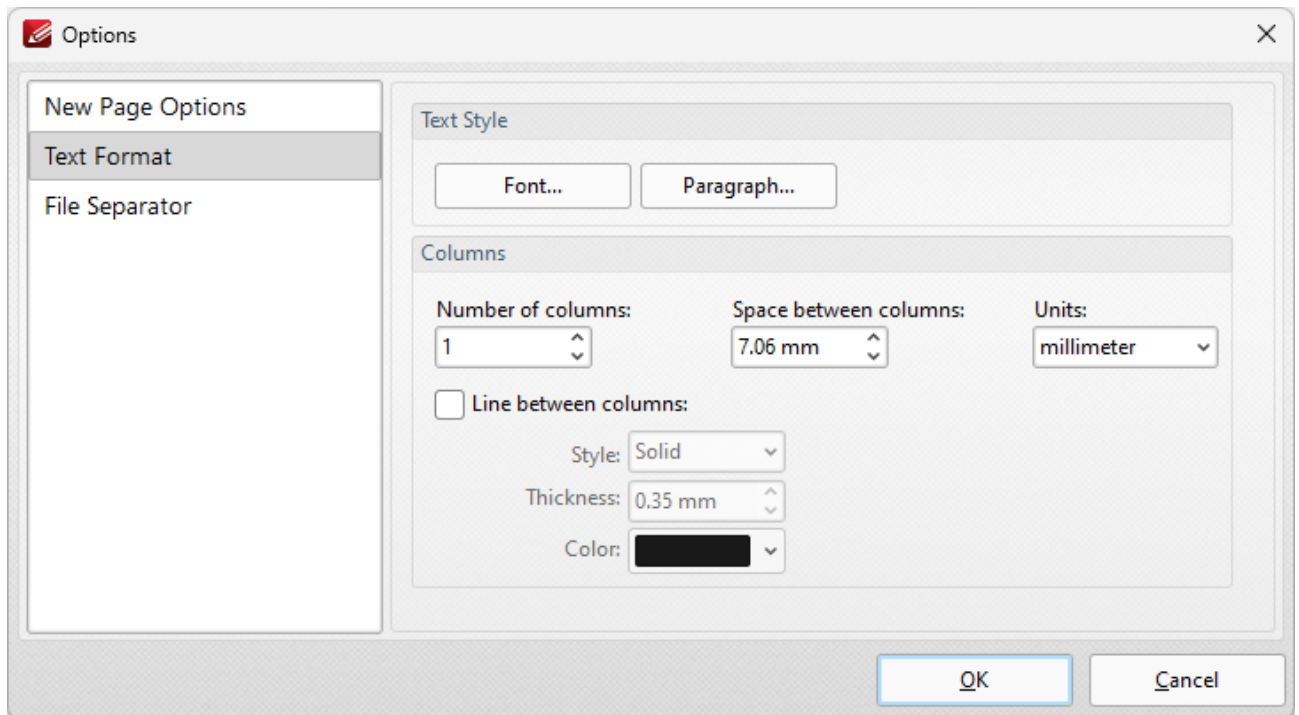 Options
New Page Options
Text Format
File Separator
Text Style
Font...
Paragraph...
Columns
Number of columns:
Space between columns:
Units:
1
7.06 mm
millimeter
Line between columns:
Style:
Solid
Thickness:
0.35 mm
Color:
OK
Cancel